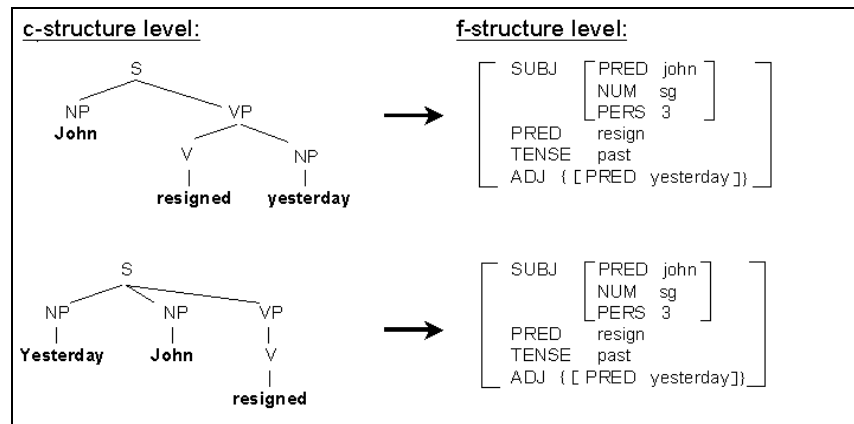 c-structure level: f-structure level:
S
NP VP
John
V NP
resigned yesterday
SUBJ [PRED john
NUM sg
PERS 3]
PRED resign
TENSE past
ADJ {[PRED yesterday]}
S
NP NP VP
Yesterday John V
resigned
SUBJ [PRED john
NUM sg
PERS 3]
PRED resign
TENSE past
ADJ {[PRED yesterday]}